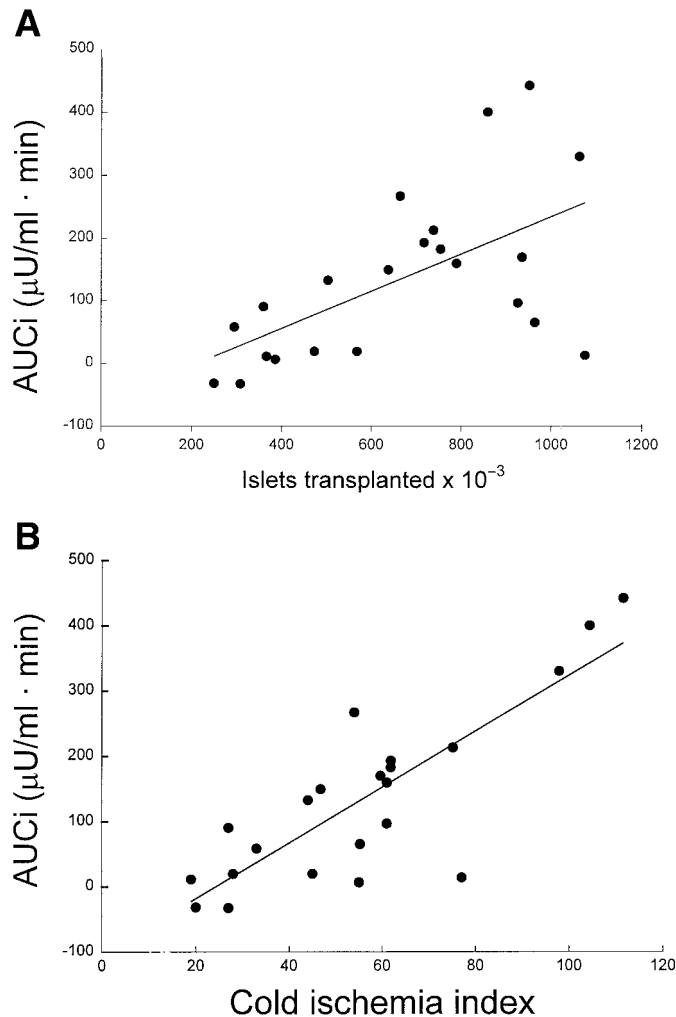 A
500
400
300
200
100
0
-100
AUCi (μU/ml · min)
0 200 400 600 800 1000 1200
Islets transplanted x 10⁻³
B
500
400
300
200
100
0
-100
AUCi (μU/ml · min)
0 20 40 60 80 100 120
Cold ischemia index